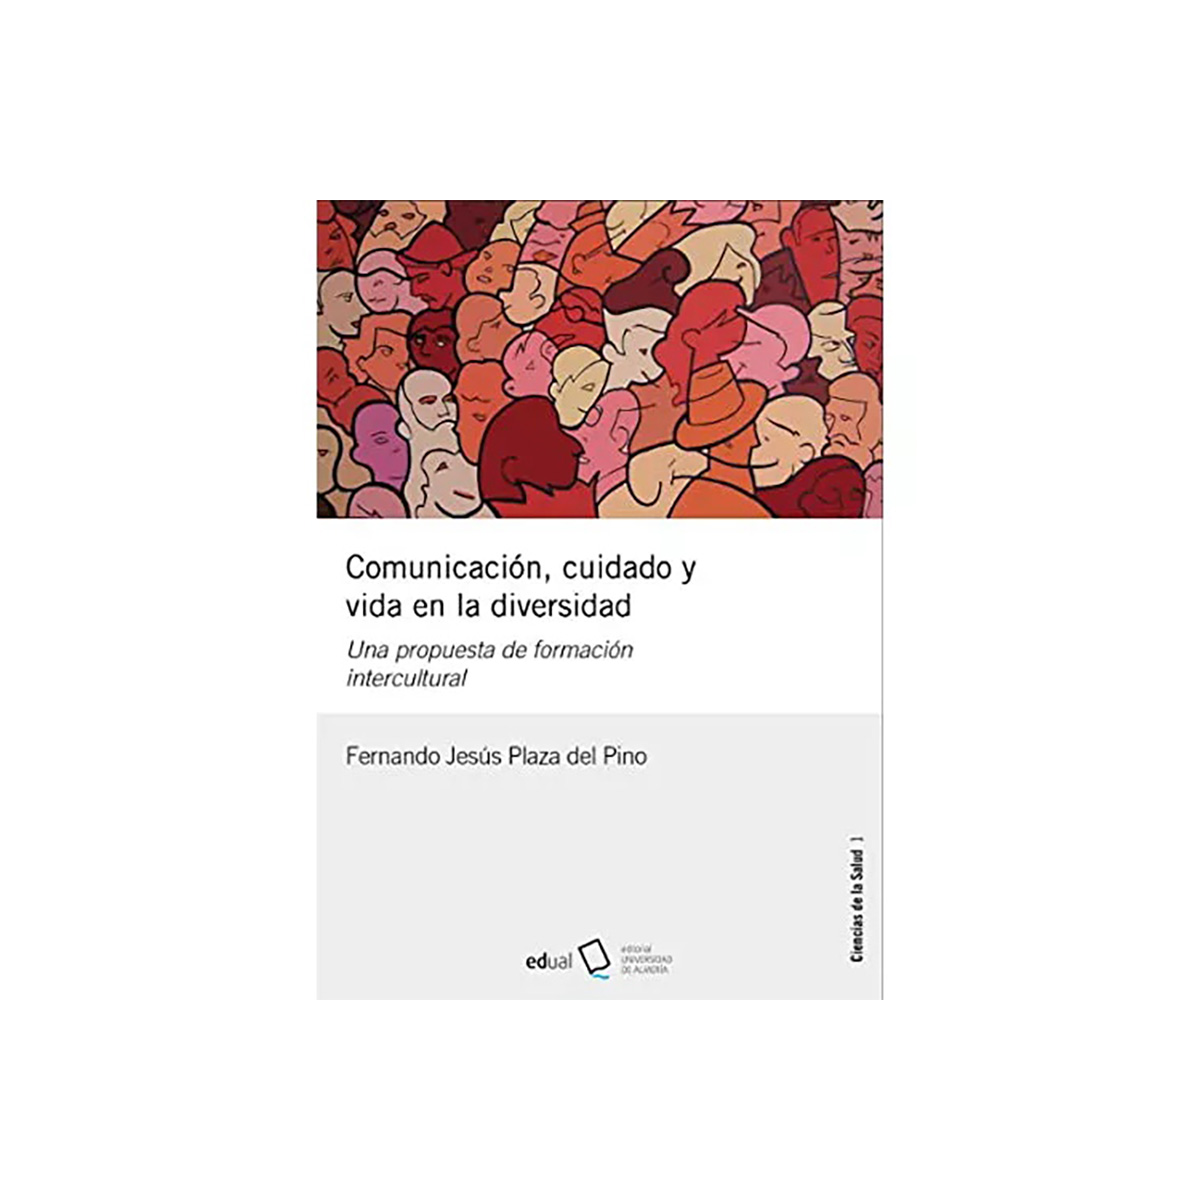 Comunicación, cuidado y
vida en la diversidad
Una propuesta de formación
intercultural
Fernando Jesús Plaza del Pino
Ciencias de la Salud 1
edual
editorial
UNIVERSIDAD
DE ALMERÍA